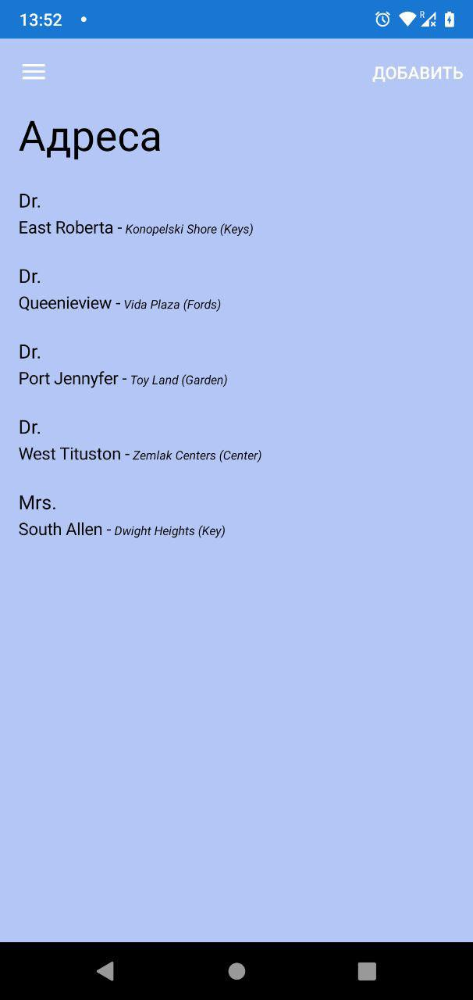 13:52
R
ДОБАВИТЬ
Адреса
Dr.
East Roberta - Konopelski Shore (Keys)
Dr.
Queenieview - Vida Plaza (Fords)
Dr.
Port Jennyfer - Toy Land (Garden)
Dr.
West Tituston - Zemlak Centers (Center)
Mrs.
South Allen - Dwight Heights (Key)